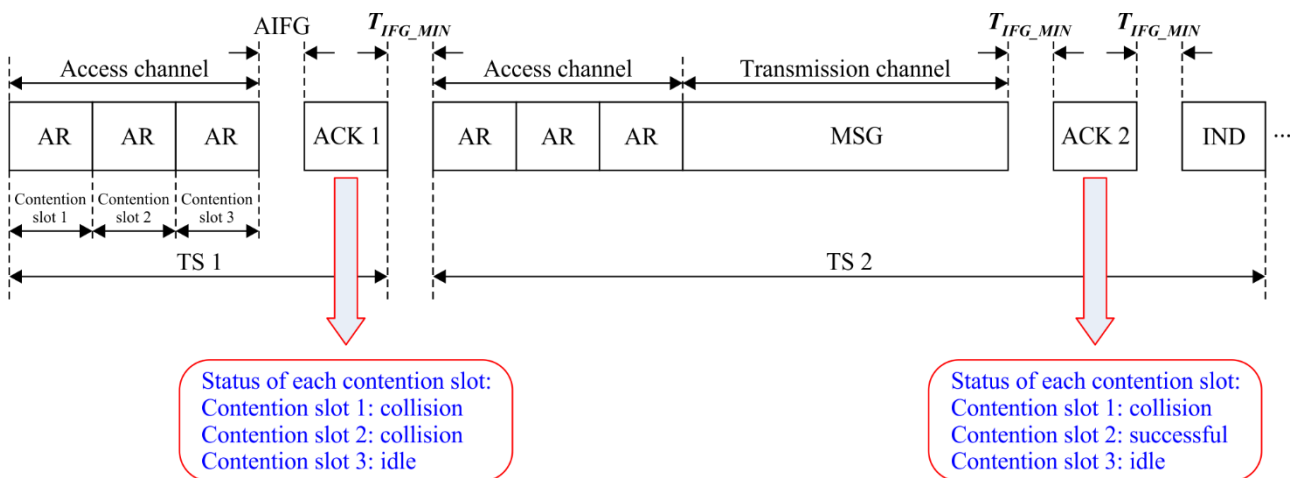 AIFG
T_IFG_MIN
T_IFG_MIN
T_IFG_MIN
Access channel
Access channel
Transmission channel
AR
AR
AR
ACK 1
AR
AR
AR
MSG
ACK 2
IND
...
Contention
slot 1
Contention
slot 2
Contention
slot 3
TS 1
TS 2
Status of each contention slot:
Contention slot 1: collision
Contention slot 2: collision
Contention slot 3: idle
Status of each contention slot:
Contention slot 1: collision
Contention slot 2: successful
Contention slot 3: idle